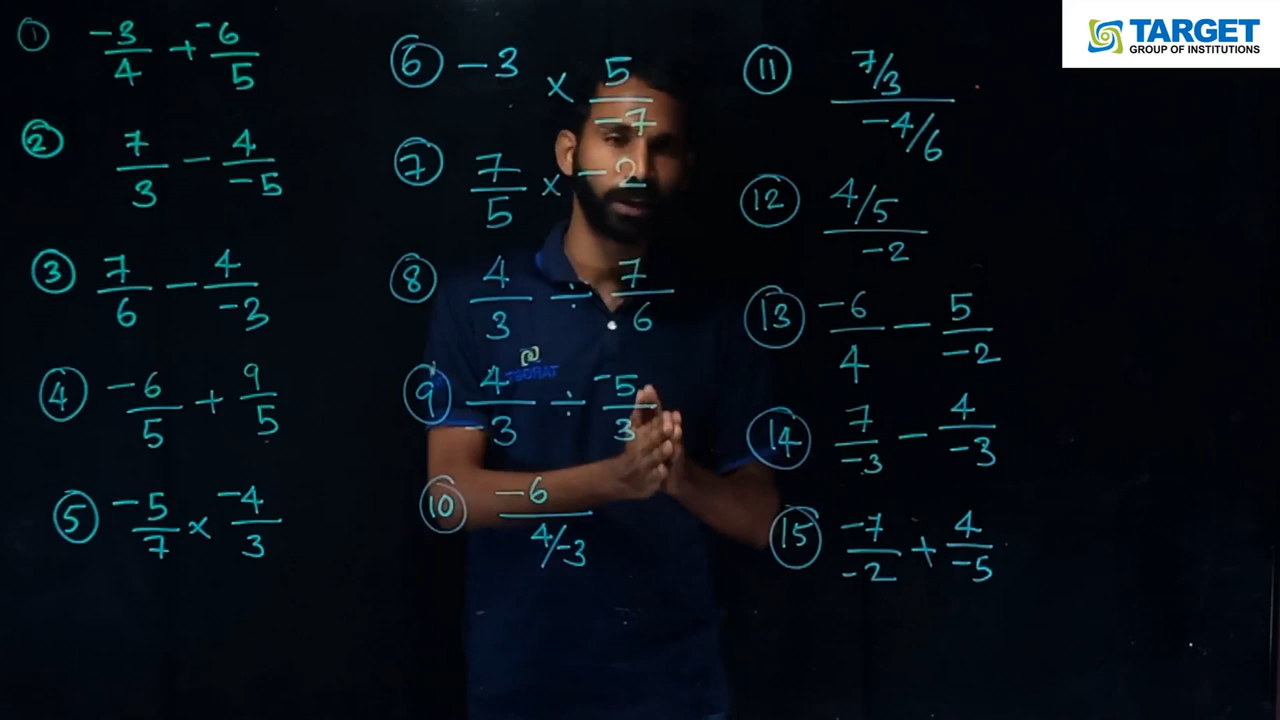 TARGET
GROUP OF INSTITUTIONS
① -3/4 + -6/5
② 7/3 - 4/-5
③ 7/6 - 4/-3
④ -6/5 + 9/5
⑤ -5/7 × -4/3
⑥ -3 × 5/-7
⑦ 7/5 × -2
⑧ 4/3 ÷ 7/6
⑨ 4/-3 ÷ -5/3
⑩ -6/(4/-3)
⑪ (7/3)/(-4/6)
⑫ (4/5)/-2
⑬ -6/4 - 5/-2
⑭ 7/-3 - 4/-3
⑮ -7/-2 + 4/-5